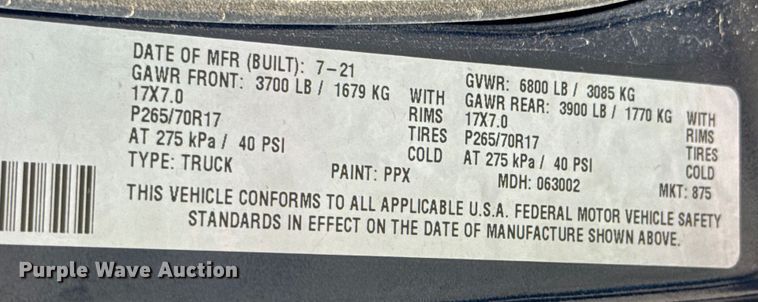 DATE OF MFR (BUILT): 7-21 GVWR: 6800 LB / 3085 KG
GAWR FRONT: 3700 LB / 1679 KG WITH GAWR REAR: 3900 LB / 1770 KG WITH
17X7.0 RIMS 17X7.0 RIMS
P265/70R17 TIRES P265/70R17 TIRES
AT 275 kPa / 40 PSI COLD AT 275 kPa / 40 PSI COLD
TYPE: TRUCK PAINT: PPX MDH: 063002 MKT: 875
THIS VEHICLE CONFORMS TO ALL APPLICABLE U.S.A. FEDERAL MOTOR VEHICLE SAFETY
STANDARDS IN EFFECT ON THE DATE OF MANUFACTURE SHOWN ABOVE.
Purple Wave Auction